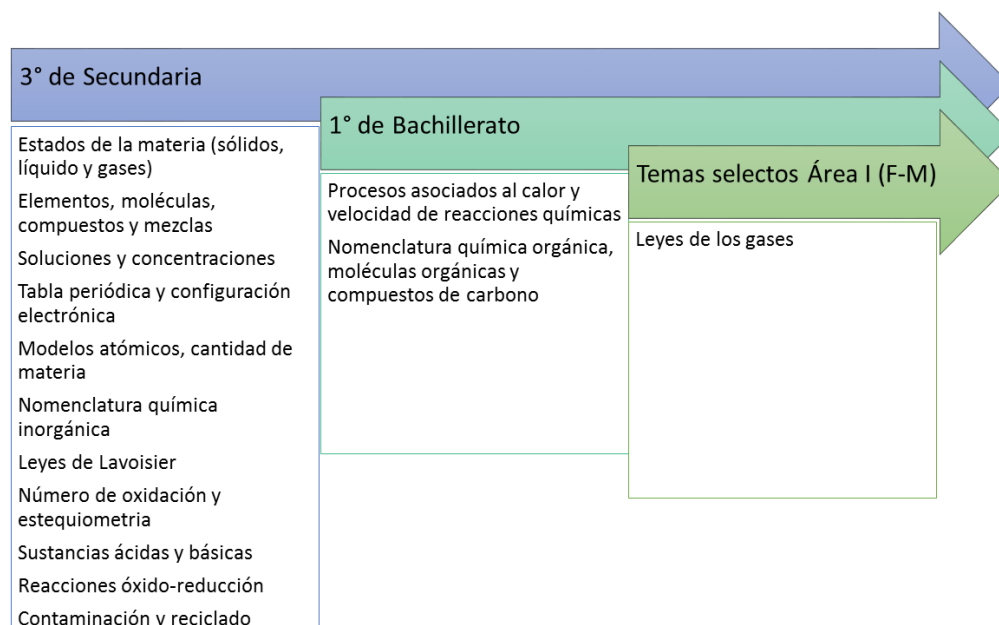 3° de Secundaria
Estados de la materia (sólidos,
líquido y gases)
Elementos, moléculas,
compuestos y mezclas
Soluciones y concentraciones
Tabla periódica y configuración
electrónica
Modelos atómicos, cantidad de
materia
Nomenclatura química
inorgánica
Leyes de Lavoisier
Número de oxidación y
estequiometria
Sustancias ácidas y básicas
Reacciones óxido-reducción
Contaminación y reciclado
1° de Bachillerato
Procesos asociados al calor y
velocidad de reacciones químicas
Nomenclatura química orgánica,
moléculas orgánicas y
compuestos de carbono
Temas selectos Área I (F-M)
Leyes de los gases